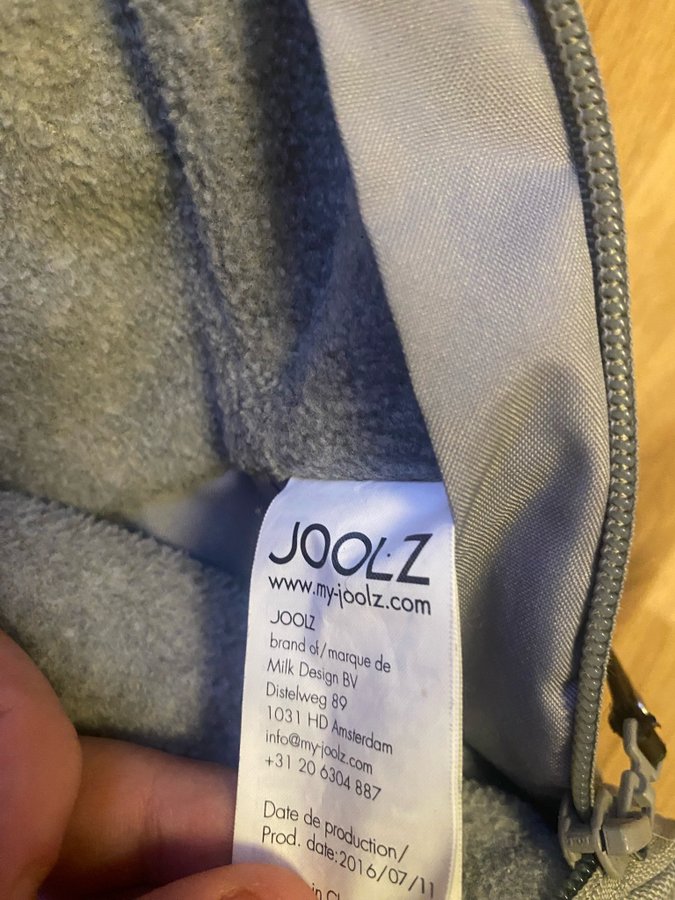 JOOLZ
www.my-joolz.com
JOOLZ
brand of/marque de
Milk Design BV
Distelweg 89
1031 HD Amsterdam
info@my-joolz.com
+31 20 6304 887
Date de production/
Prod. date:2016/07/11
in